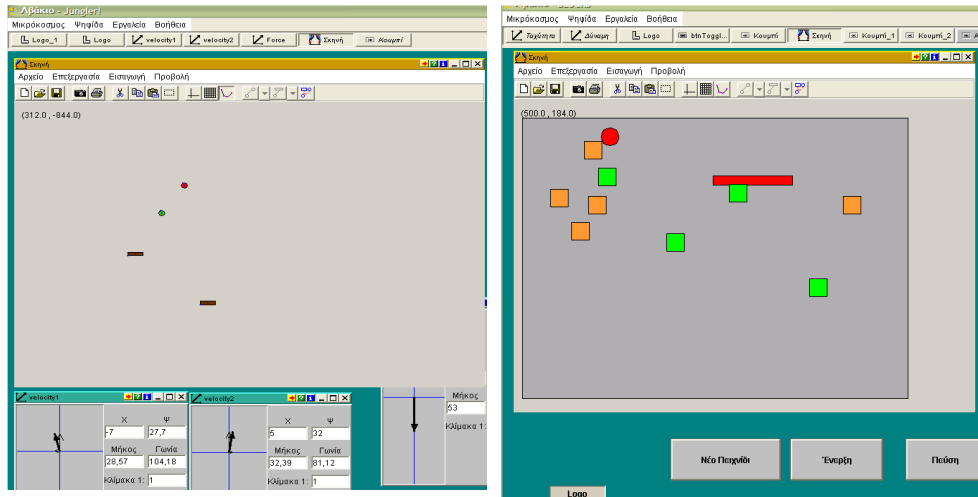 Αβάκιο - Jungler!
Μικρόκοσμος Ψηφίδα Εργαλεία Βοήθεια
Logo_1 Logo velocity1 velocity2 Force Σκηνή Κουμπί
Σκηνή
Αρχείο Επεξεργασία Εισαγωγή Προβολή
(312.0 , -844.0)
velocity1
Χ Ψ
-7 27,7
Μήκος Γωνία
28,57 104,18
Κλίμακα 1: 1
velocity2
Χ Ψ
5 32
Μήκος Γωνία
32,39 81,12
Κλίμακα 1: 1
Μήκος
53
Κλίμακα 1:
Μικρόκοσμος Ψηφίδα Εργαλεία Βοήθεια
Ταχύτητα Δύναμη Logo btnToggl... Κουμπί Σκηνή Κουμπί_1 Κουμπί_2
Σκηνή
Αρχείο Επεξεργασία Εισαγωγή Προβολή
(500.0 , 184.0)
Νέο Παιχνίδι Έναρξη Παύση
Logo